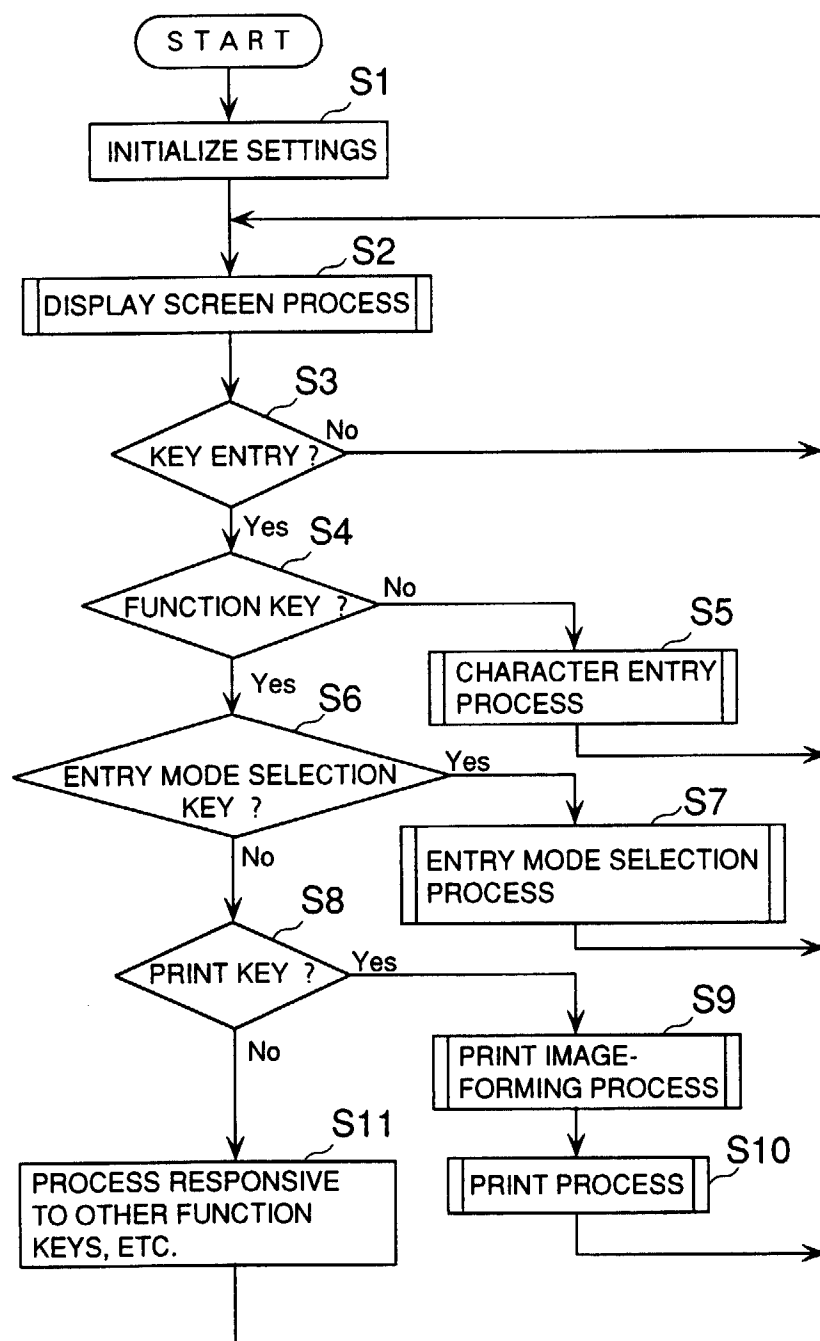 START
S1
INITIALIZE SETTINGS
S2
DISPLAY SCREEN PROCESS
S3
KEY ENTRY ?
No
Yes
S4
FUNCTION KEY ?
No
S5
CHARACTER ENTRY
PROCESS
Yes
S6
ENTRY MODE SELECTION
KEY ?
Yes
S7
ENTRY MODE SELECTION
PROCESS
No
S8
PRINT KEY ?
Yes
S9
PRINT IMAGE-
FORMING PROCESS
No
S10
PRINT PROCESS
S11
PROCESS RESPONSIVE
TO OTHER FUNCTION
KEYS, ETC.